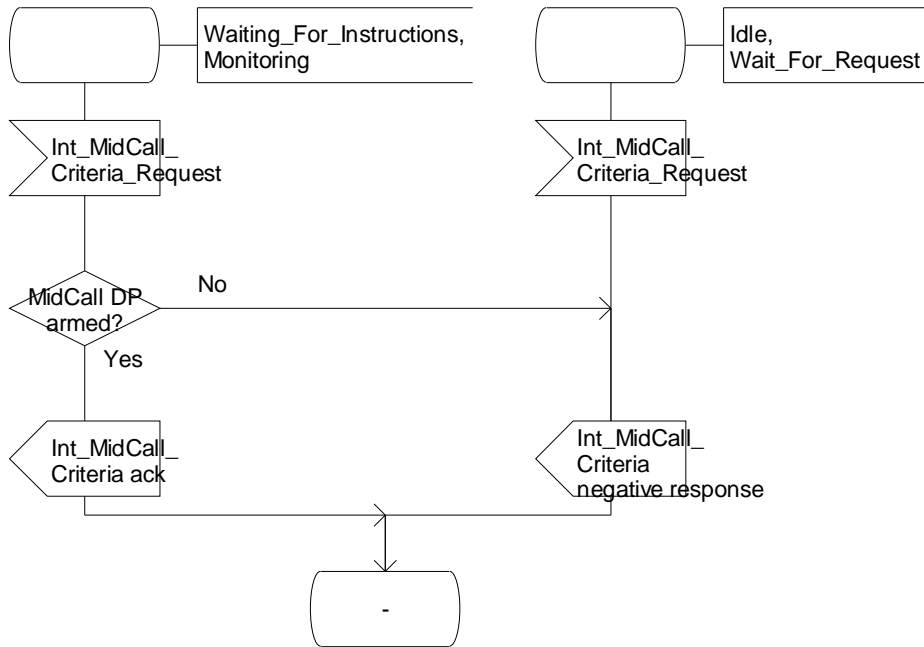 Waiting_For_Instructions,
Monitoring
Idle,
Wait_For_Request
Int_MidCall_
Criteria_Request
Int_MidCall_
Criteria_Request
MidCall DP
armed?
No
Yes
Int_MidCall_
Criteria ack
Int_MidCall_
Criteria
negative response
-